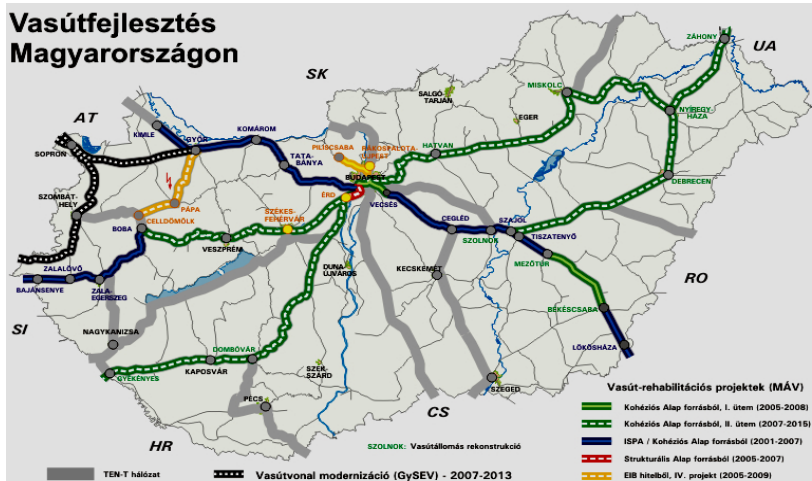 Vasútfejlesztés
Magyarországon
SK
UA
AT
ZÁHONY
SALGÓ-
TARJÁN
MISKOLC
EGER
NYÍREGY-
HÁZA
KIMLE
KOMÁROM
GYŐR
PILISCSABA
RÁKOSPALOTA-
ÚJPEST
HATVAN
SOPRON
TATA-
BÁNYA
BUDAPEST
DEBRECEN
SZOMBAT-
HELY
PÁPA
ÉRD
VECSÉS
CELLDÖMÖLK
SZÉKES-
FEHÉRVÁR
BOBA
CEGLÉD
SZAJOL
SZOLNOK
TISZATENYŐ
VESZPRÉM
MEZŐTÚR
ZALALÖVŐ
DUNA-
ÚJVÁROS
KECSKEMÉT
RO
BAJÁNSENYE
ZALA-
EGERSZEG
BÉKÉSCSABA
SI
NAGYKANIZSA
DOMBÓVÁR
LŐKÖSHÁZA
KAPOSVÁR
SZEK-
SZÁRD
GYÉKÉNYES
SZEGED
PÉCS
CS
HR
Vasút-rehabilitációs projektek (MÁV)
Kohéziós Alap forrásból, I. ütem (2005-2008)
Kohéziós Alap forrásból, II. ütem (2007-2015)
ISPA / Kohéziós Alap forrásból (2001-2007)
Strukturális Alap forrásból (2005-2007)
EIB hitelből, IV. projekt (2005-2009)
SZOLNOK: Vasútállomás rekonstrukció
TEN-T hálózat
Vasútvonal modernizáció (GySEV) - 2007-2013